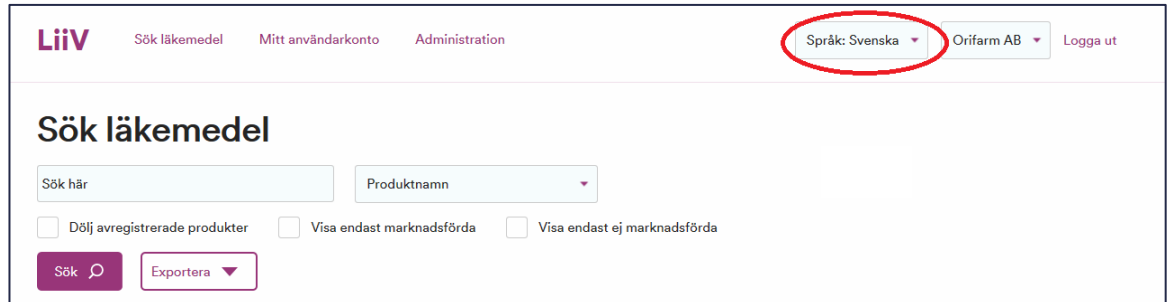 LiiV Sök läkemedel Mitt användarkonto Administration Språk: Svenska Orifarm AB Logga ut
Sök läkemedel
Sök här Produktnamn
Dölj avregistrerade produkter Visa endast marknadsförda Visa endast ej marknadsförda
Sök Exportera